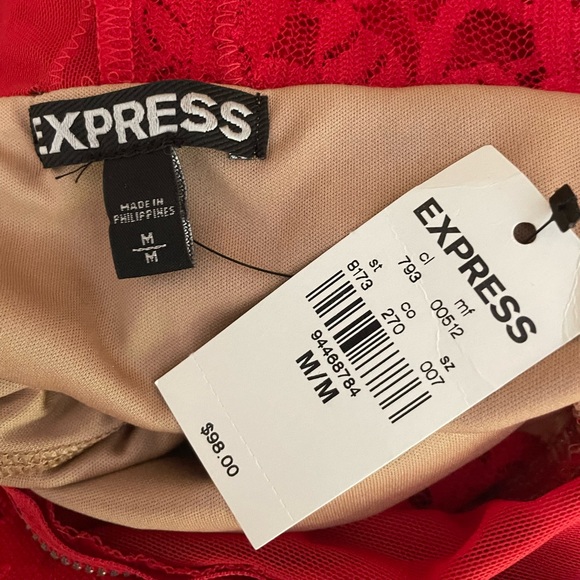 EXPRESS
MADE IN
PHILIPPINES
M
M
EXPRESS
cl mf
793 00512
st co sz
8173 270 007
94468784
M/M
$98.00